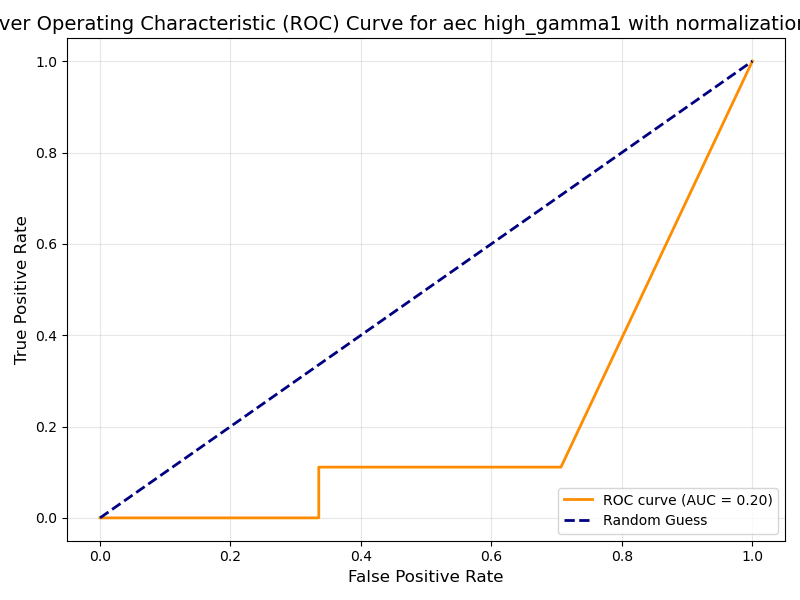 ver Operating Characteristic (ROC) Curve for aec high_gamma1 with normalization
1.0
0.8
0.6
0.4
0.2
0.0
True Positive Rate
0.0 0.2 0.4 0.6 0.8 1.0
False Positive Rate
ROC curve (AUC = 0.20)
Random Guess